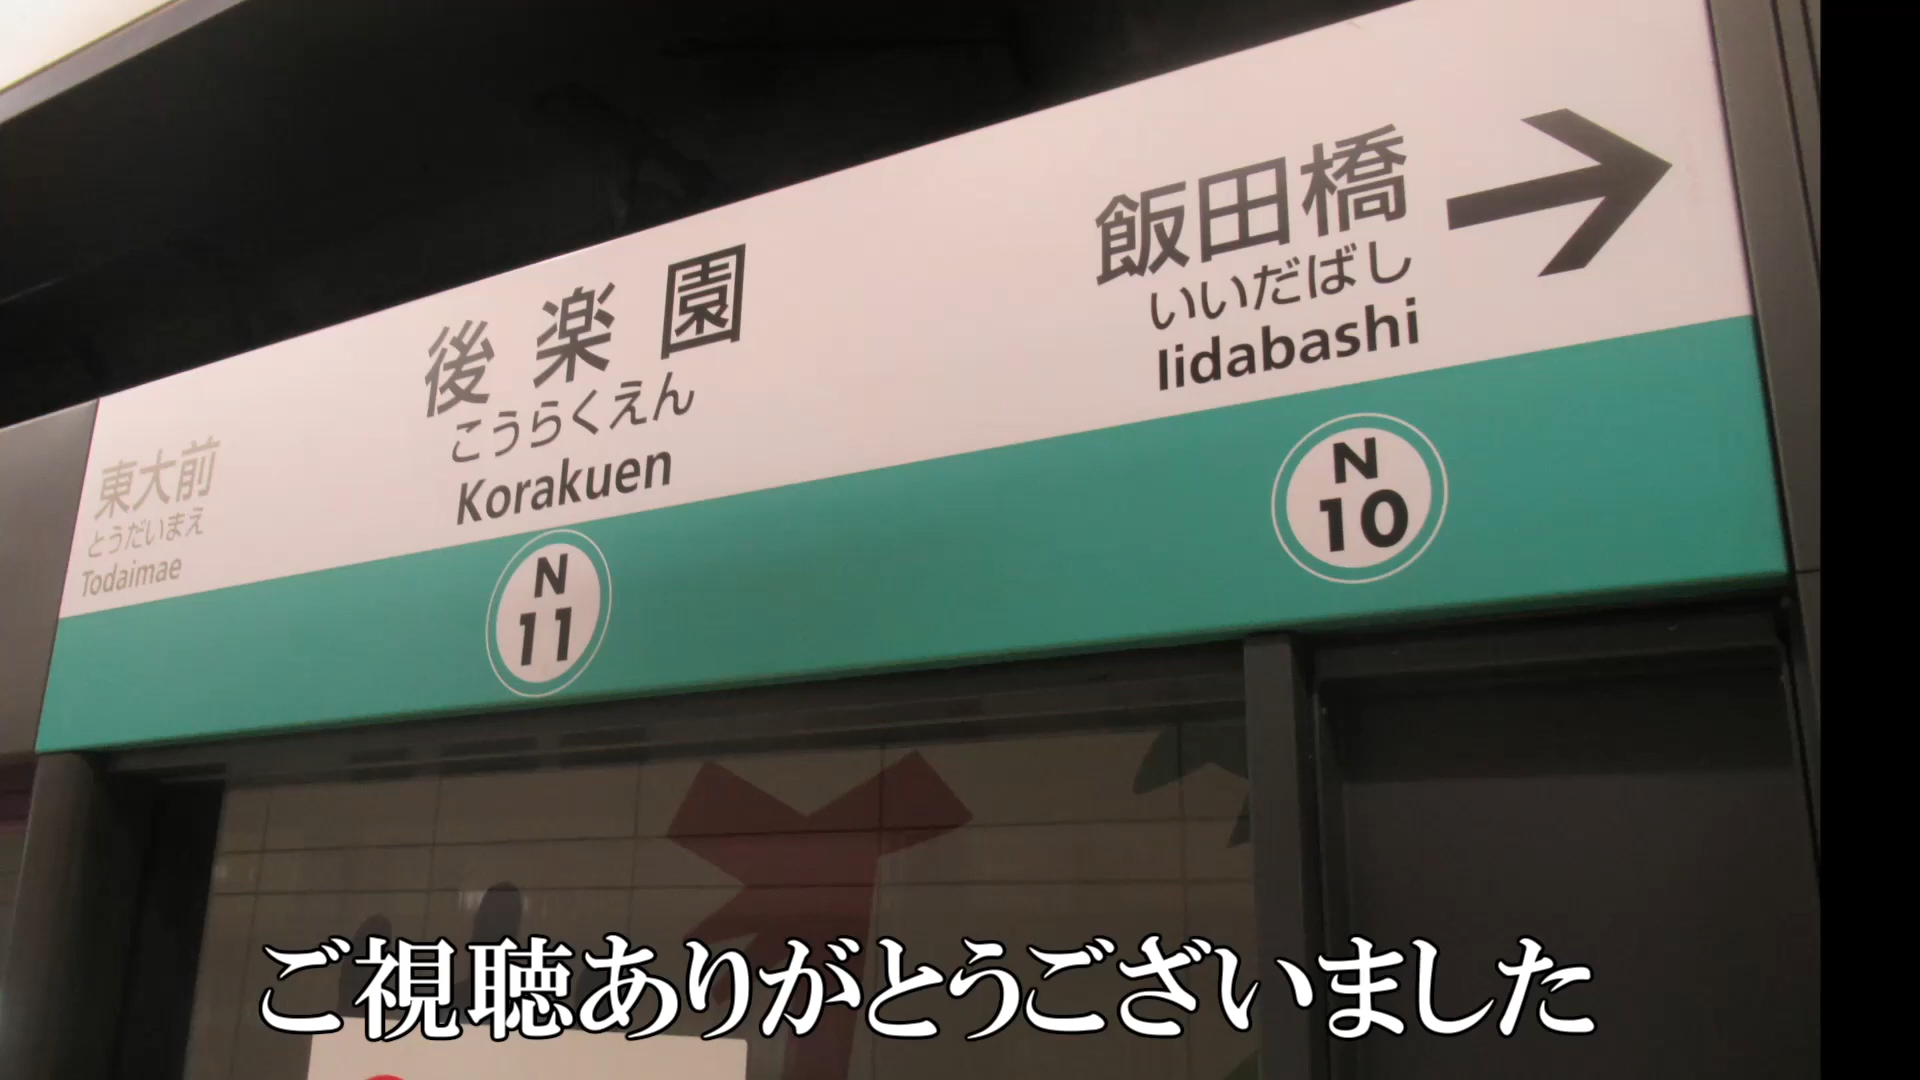 東大前
とうだいまえ
Todaimae
後楽園
こうらくえん
Korakuen
N
11
飯田橋
いいだばし
Iidabashi
N
10
ご視聴ありがとうございました